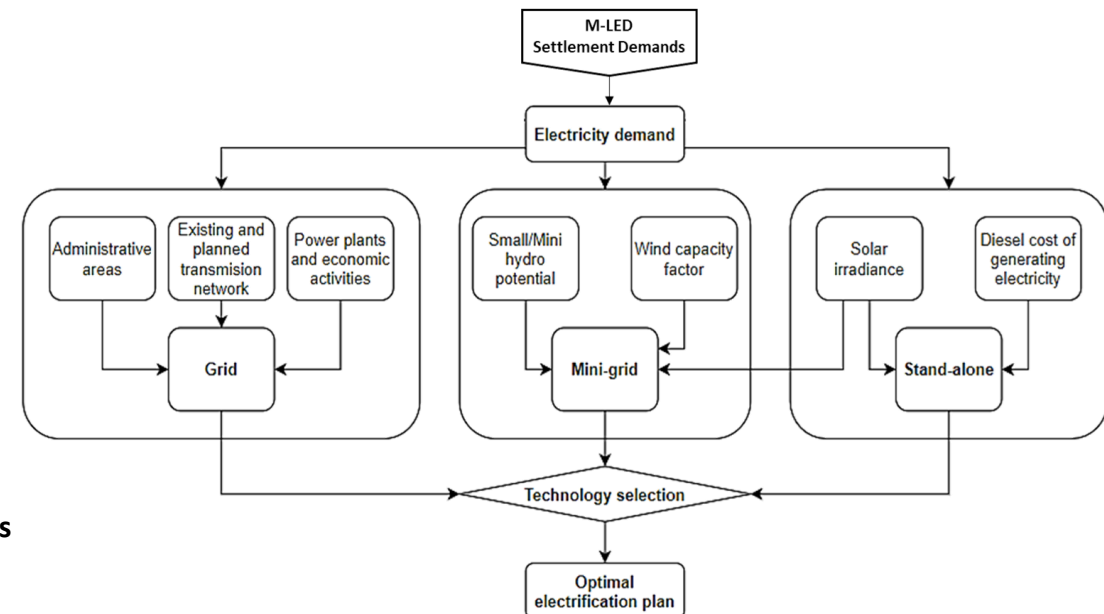 M-LED
Settlement Demands
Electricity demand
Administrative
areas
Existing and
planned
transmision
network
Power plants
and economic
activities
Grid
Small/Mini
hydro
potential
Wind capacity
factor
Mini-grid
Solar
irradiance
Diesel cost of
generating
electricity
Stand-alone
Technology selection
s
Optimal
electrification plan